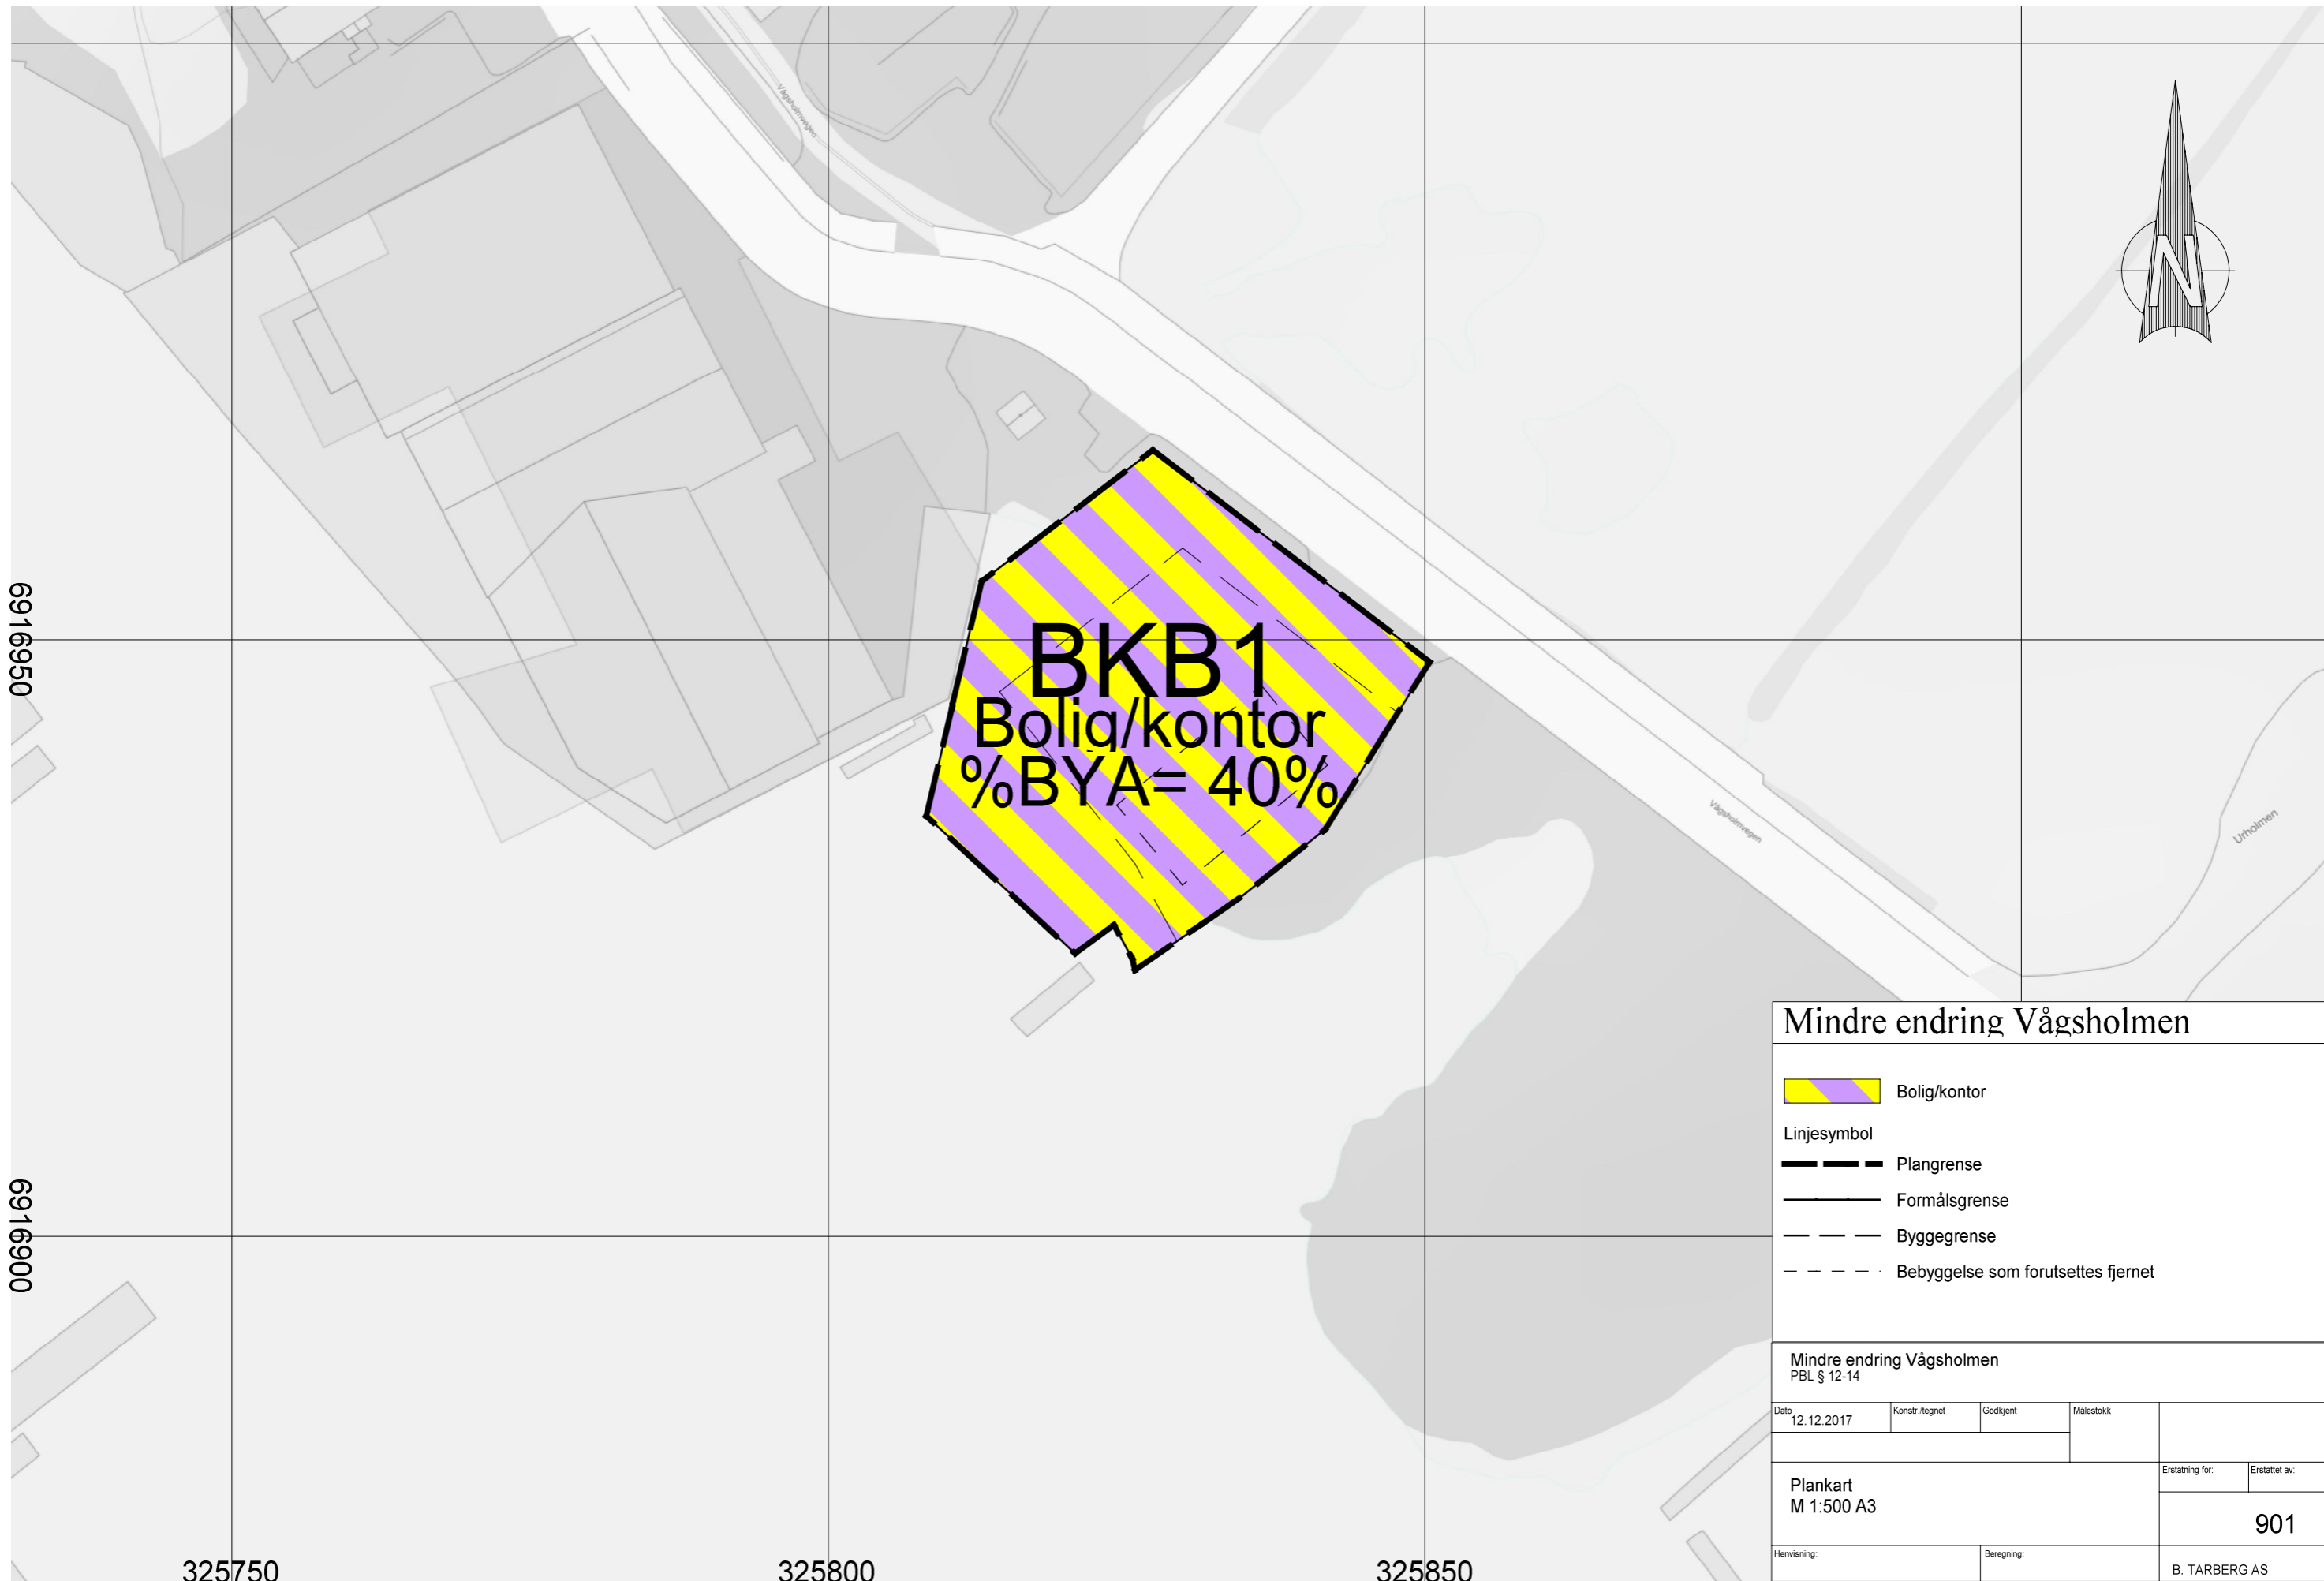 Vågsholmvegen
N
6916950
BKB1
Bolig/kontor
%BYA= 40%
Vågsholmvegen
Urholmen
6916900
325750
325800
325850
Mindre endring Vågsholmen
Bolig/kontor
Linjesymbol
Plangrense
Formålsgrense
Byggegrense
Bebyggelse som forutsettes fjernet
Mindre endring Vågsholmen
PBL § 12-14
Dato
12.12.2017
Konstr./tegnet
Godkjent
Målestokk
Plankart
M 1:500 A3
Erstatning for:
Erstattet av:
901
Henvisning:
Beregning:
B. TARBERG AS